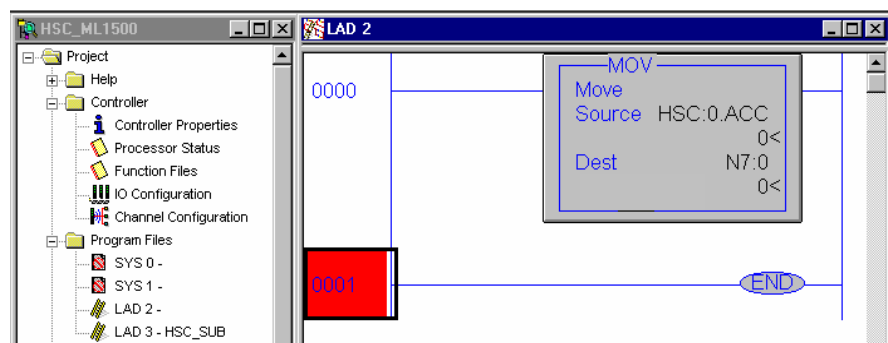 HSC_ML1500
Project
Help
Controller
Controller Properties
Processor Status
Function Files
IO Configuration
Channel Configuration
Program Files
SYS 0 -
SYS 1 -
LAD 2 -
LAD 3 - HSC_SUB
LAD 2
0000
MOV
Move
Source HSC:0.ACC
0<
Dest N7:0
0<
0001
END